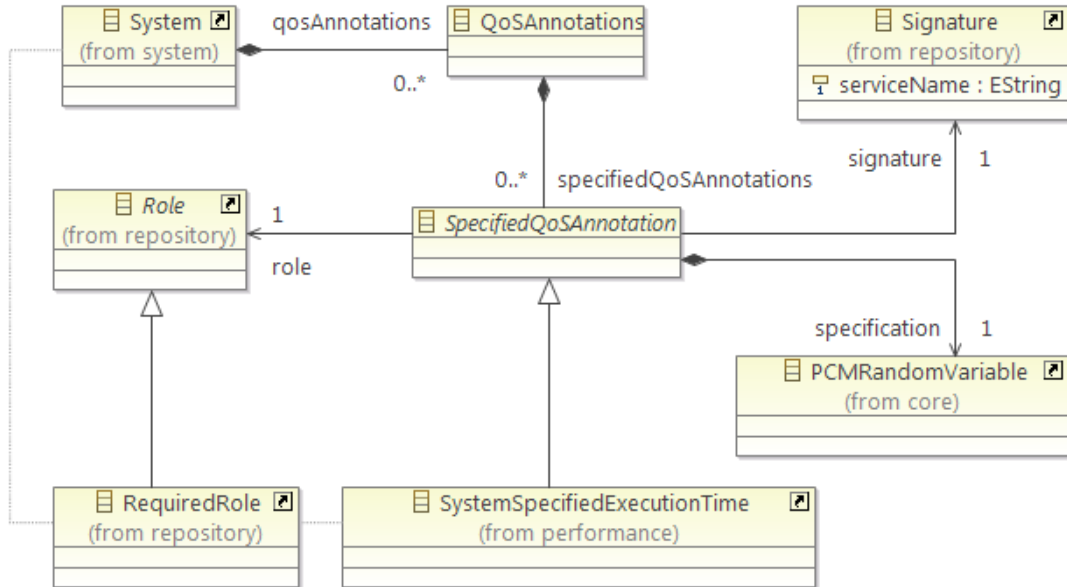 System
(from system)
qosAnnotations
0..*
QoSAnnotations
Signature
(from repository)
serviceName : EString
signature
1
0..*
specifiedQoSAnnotations
Role
(from repository)
1
role
SpecifiedQoSAnnotation
specification
1
PCMRandomVariable
(from core)
RequiredRole
(from repository)
SystemSpecifiedExecutionTime
(from performance)